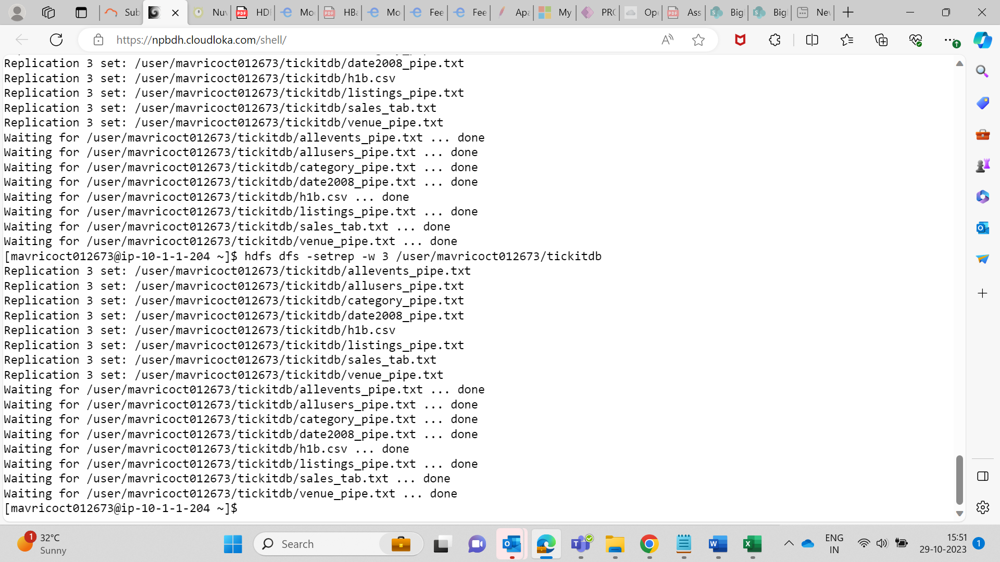 Sub
Nuv
HDF
Mo
HBa
Mo
Fee
Fee
Apa
My
PRO
Ope
Ass
Big
Big
Nev
https://npbdh.cloudloka.com/shell/
Replication 3 set: /user/mavricoct012673/tickitdb/date2008_pipe.txt
Replication 3 set: /user/mavricoct012673/tickitdb/h1b.csv
Replication 3 set: /user/mavricoct012673/tickitdb/listings_pipe.txt
Replication 3 set: /user/mavricoct012673/tickitdb/sales_tab.txt
Replication 3 set: /user/mavricoct012673/tickitdb/venue_pipe.txt
Waiting for /user/mavricoct012673/tickitdb/allevents_pipe.txt ... done
Waiting for /user/mavricoct012673/tickitdb/allusers_pipe.txt ... done
Waiting for /user/mavricoct012673/tickitdb/category_pipe.txt ... done
Waiting for /user/mavricoct012673/tickitdb/date2008_pipe.txt ... done
Waiting for /user/mavricoct012673/tickitdb/h1b.csv ... done
Waiting for /user/mavricoct012673/tickitdb/listings_pipe.txt ... done
Waiting for /user/mavricoct012673/tickitdb/sales_tab.txt ... done
Waiting for /user/mavricoct012673/tickitdb/venue_pipe.txt ... done
[mavricoct012673@ip-10-1-1-204 ~]$ hdfs dfs -setrep -w 3 /user/mavricoct012673/tickitdb
Replication 3 set: /user/mavricoct012673/tickitdb/allevents_pipe.txt
Replication 3 set: /user/mavricoct012673/tickitdb/allusers_pipe.txt
Replication 3 set: /user/mavricoct012673/tickitdb/category_pipe.txt
Replication 3 set: /user/mavricoct012673/tickitdb/date2008_pipe.txt
Replication 3 set: /user/mavricoct012673/tickitdb/h1b.csv
Replication 3 set: /user/mavricoct012673/tickitdb/listings_pipe.txt
Replication 3 set: /user/mavricoct012673/tickitdb/sales_tab.txt
Replication 3 set: /user/mavricoct012673/tickitdb/venue_pipe.txt
Waiting for /user/mavricoct012673/tickitdb/allevents_pipe.txt ... done
Waiting for /user/mavricoct012673/tickitdb/allusers_pipe.txt ... done
Waiting for /user/mavricoct012673/tickitdb/category_pipe.txt ... done
Waiting for /user/mavricoct012673/tickitdb/date2008_pipe.txt ... done
Waiting for /user/mavricoct012673/tickitdb/h1b.csv ... done
Waiting for /user/mavricoct012673/tickitdb/listings_pipe.txt ... done
Waiting for /user/mavricoct012673/tickitdb/sales_tab.txt ... done
Waiting for /user/mavricoct012673/tickitdb/venue_pipe.txt ... done
[mavricoct012673@ip-10-1-1-204 ~]$
1
32°C
Sunny
Search
ENG
IN
15:51
29-10-2023
1